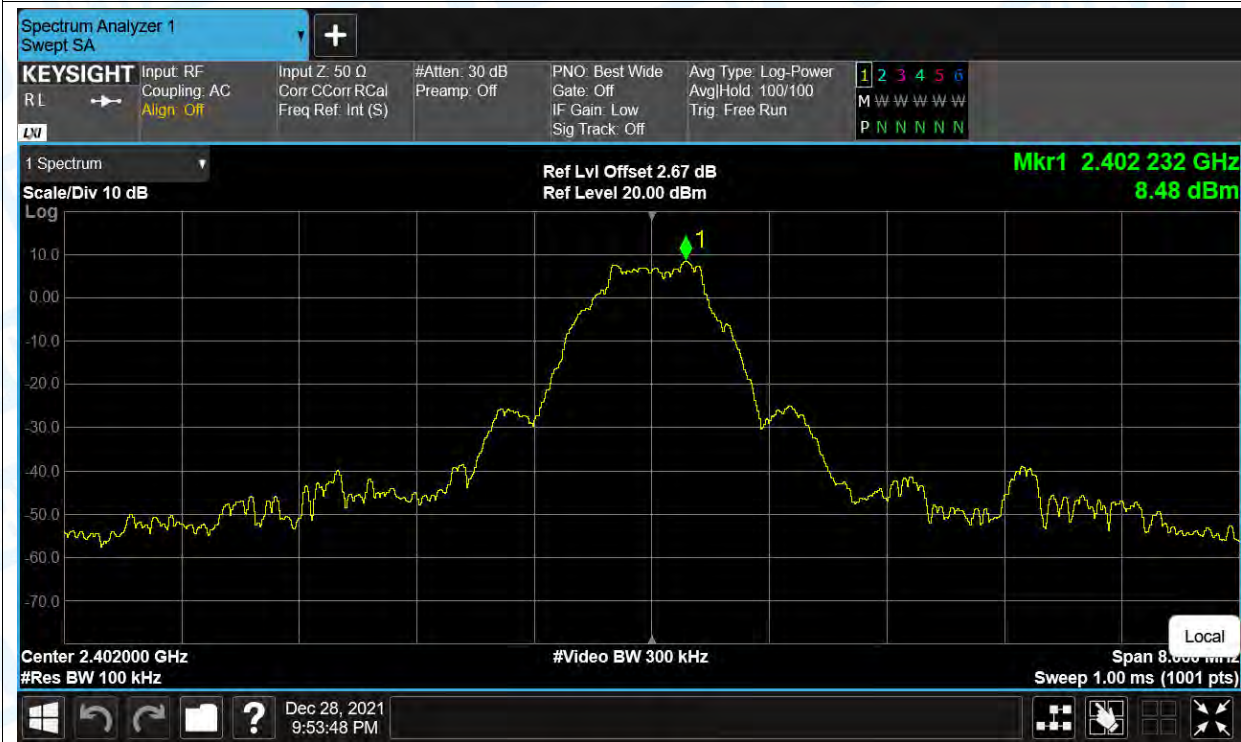 Spectrum Analyzer 1
Swept SA
+
KEYSIGHT
RL
LXI
Input: RF
Coupling: AC
Align: Off
Input Z: 50 Ω
Corr CCorr RCal
Freq Ref: Int (S)
#Atten: 30 dB
Preamp: Off
PNO: Best Wide
Gate: Off
IF Gain: Low
Sig Track: Off
Avg Type: Log-Power
Avg|Hold: 100/100
Trig: Free Run
1 2 3 4 5 6
M W W W W W
P N N N N N
1 Spectrum
Scale/Div 10 dB
Log
Ref Lvl Offset 2.67 dB
Ref Level 20.00 dBm
Mkr1 2.402 232 GHz
8.48 dBm
1
10.0
0.00
-10.0
-20.0
-30.0
-40.0
-50.0
-60.0
-70.0
Local
Center 2.402000 GHz
#Video BW 300 kHz
Span 8.000 MHz
#Res BW 100 kHz
Sweep 1.00 ms (1001 pts)
?
Dec 28, 2021
9:53:48 PM